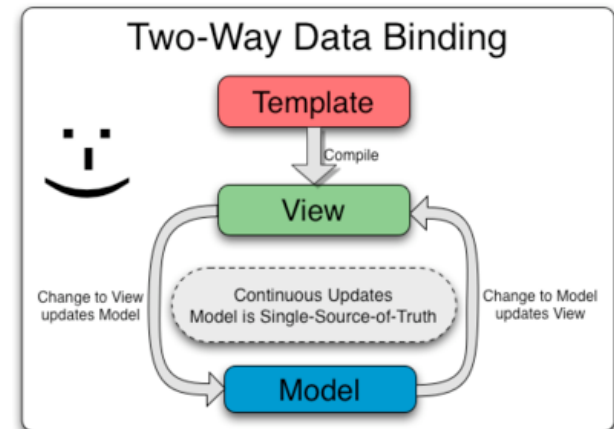 Two-Way Data Binding
Template
Compile
View
Change to View
updates Model
Continuous Updates
Model is Single-Source-of-Truth
Change to Model
updates View
Model